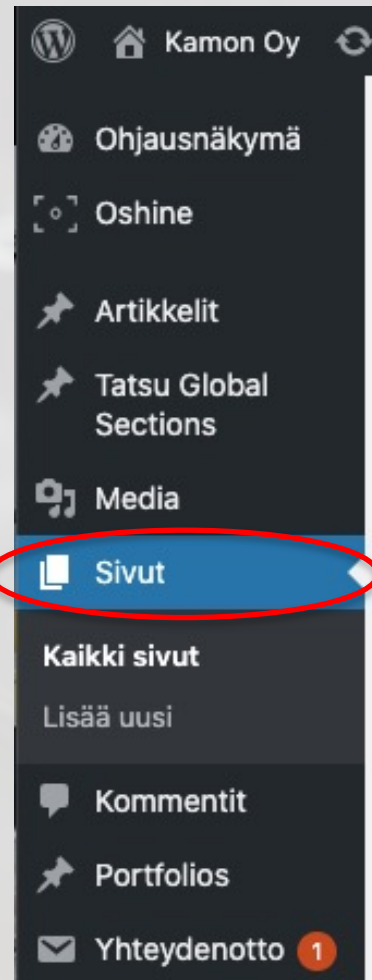 Kamon Oy
Ohjausnäkymä
Oshine
Artikkelit
Tatsu Global
Sections
Media
Sivut
Kaikki sivut
Lisää uusi
Kommentit
Portfolios
Yhteydenotto 1